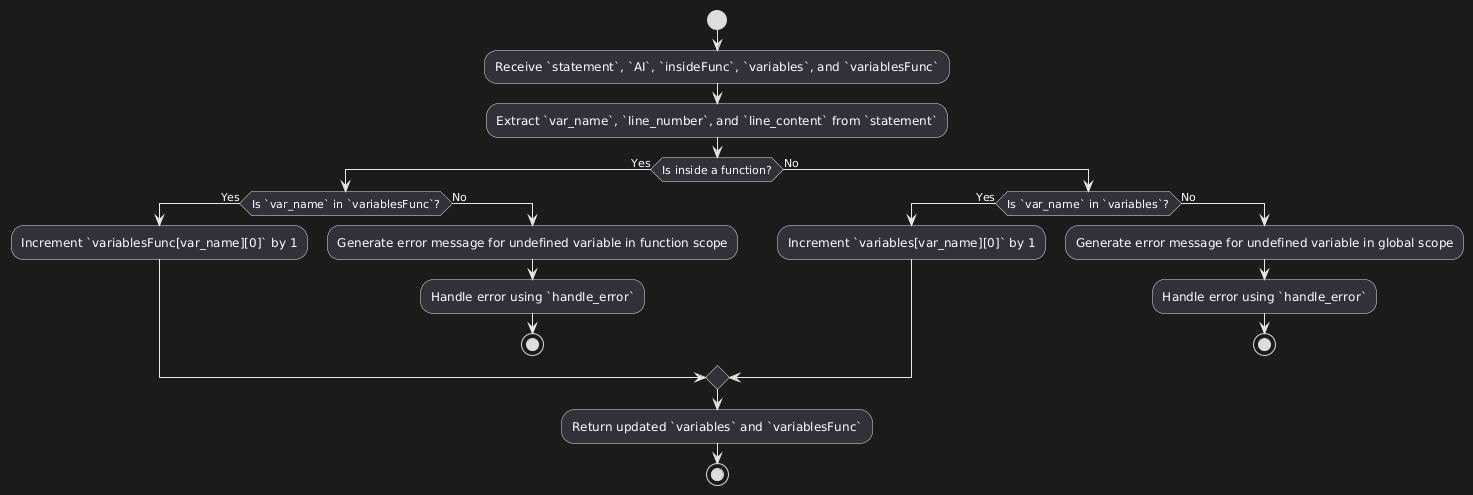 Receive `statement`, `AI`, `insideFunc`, `variables`, and `variablesFunc`
Extract `var_name`, `line_number`, and `line_content` from `statement`
Is inside a function?
Yes
No
Is `var_name` in `variablesFunc`?
Yes
No
Increment `variablesFunc[var_name][0]` by 1
Generate error message for undefined variable in function scope
Handle error using `handle_error`
Is `var_name` in `variables`?
Yes
No
Increment `variables[var_name][0]` by 1
Generate error message for undefined variable in global scope
Handle error using `handle_error`
Return updated `variables` and `variablesFunc`